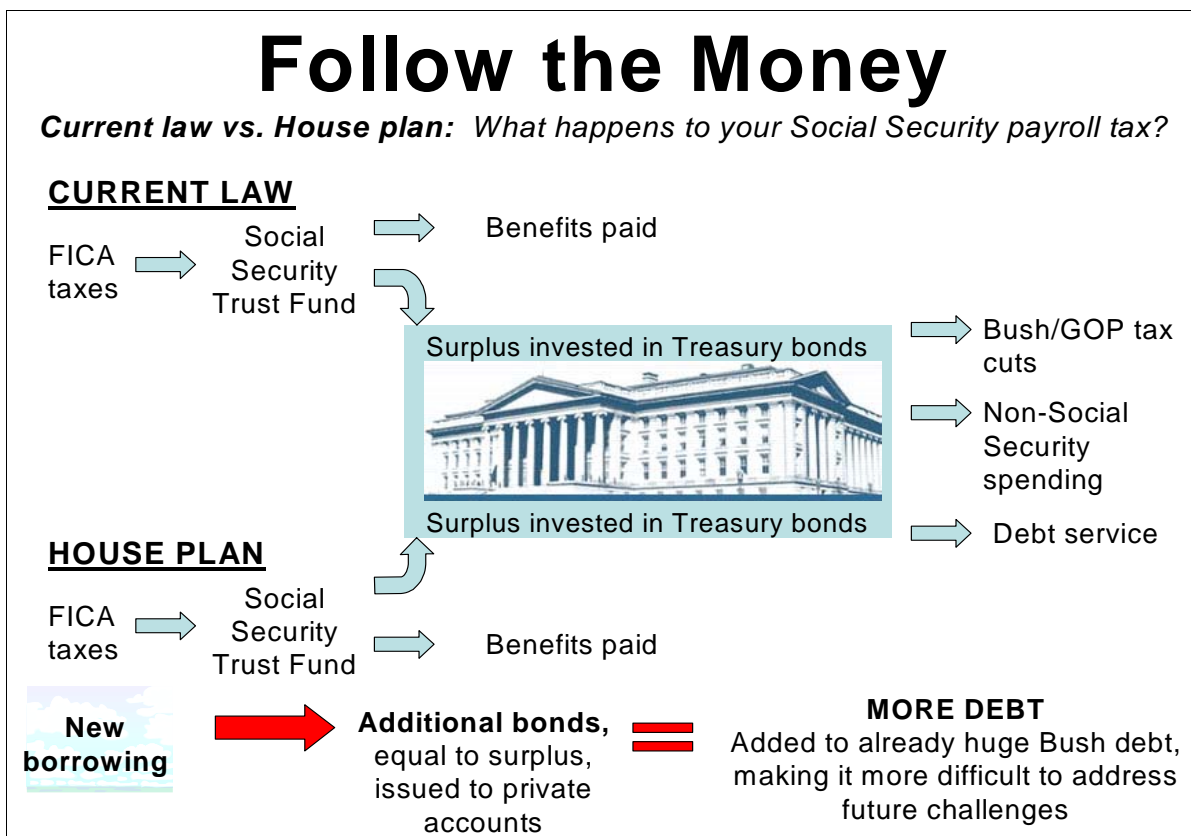 Follow the Money
Current law vs. House plan: What happens to your Social Security payroll tax?
CURRENT LAW
FICA
taxes
Social
Security
Trust Fund
Benefits paid
Surplus invested in Treasury bonds
Bush/GOP tax
cuts
Non-Social
Security
spending
Debt service
Surplus invested in Treasury bonds
HOUSE PLAN
FICA
taxes
Social
Security
Trust Fund
Benefits paid
New
borrowing
Additional bonds,
equal to surplus,
issued to private
accounts
MORE DEBT
Added to already huge Bush debt,
making it more difficult to address
future challenges